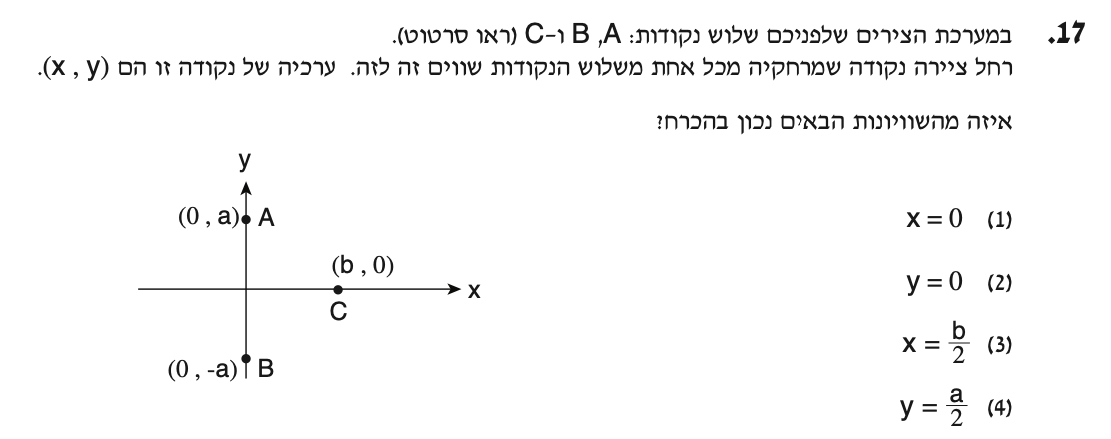 17. במערכת הצירים שלפניכם שלוש נקודות: A, B ו-C (ראו סרטוט).
רחל ציירה נקודה שמרחקיה מכל אחת משלוש הנקודות שווים זה לזה. ערכיה של נקודה זו הם (x , y).
איזה מהשוויונות הבאים נכון בהכרח?
(1) x = 0
(2) y = 0
(3) x = b/2
(4) y = a/2
y
(0 , a) A
(b , 0)
x
C
(0 , -a) B